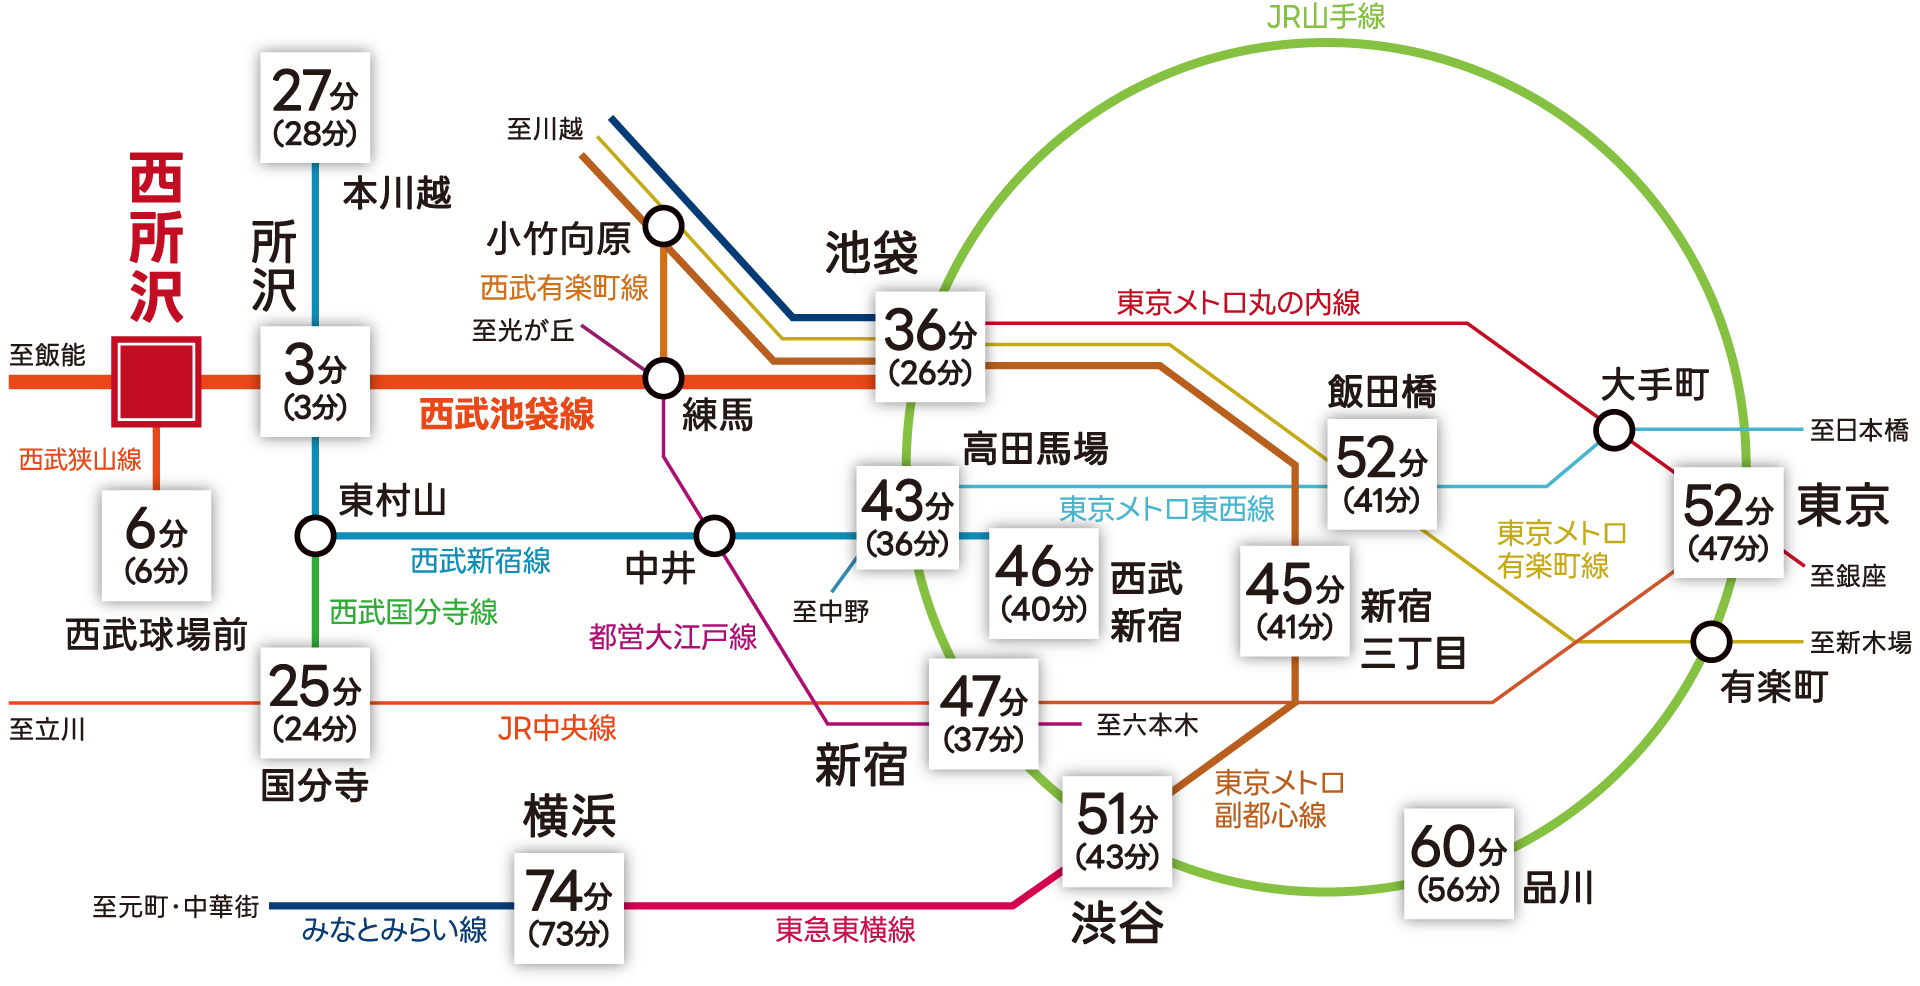 JR山手線
27分
(28分)
本川越
至川越
西所沢
所沢
小竹向原
西武有楽町線
至光が丘
池袋
36分
(26分)
東京メトロ丸の内線
至飯能
3分
(3分)
西武池袋線
練馬
飯田橋
52分
(41分)
大手町
至日本橋
西武狭山線
6分
(6分)
西武球場前
東村山
西武新宿線
中井
高田馬場
43分
(36分)
東京メトロ東西線
至中野
46分
(40分)
西武
新宿
45分
(41分)
新宿
三丁目
東京メトロ
有楽町線
52分
(47分)
東京
至銀座
至新木場
有楽町
西武国分寺線
都営大江戸線
25分
(24分)
国分寺
至立川
JR中央線
47分
(37分)
新宿
至六本木
東京メトロ
副都心線
横浜
74分
(73分)
至元町・中華街
みなとみらい線
東急東横線
51分
(43分)
渋谷
60分
(56分)
品川